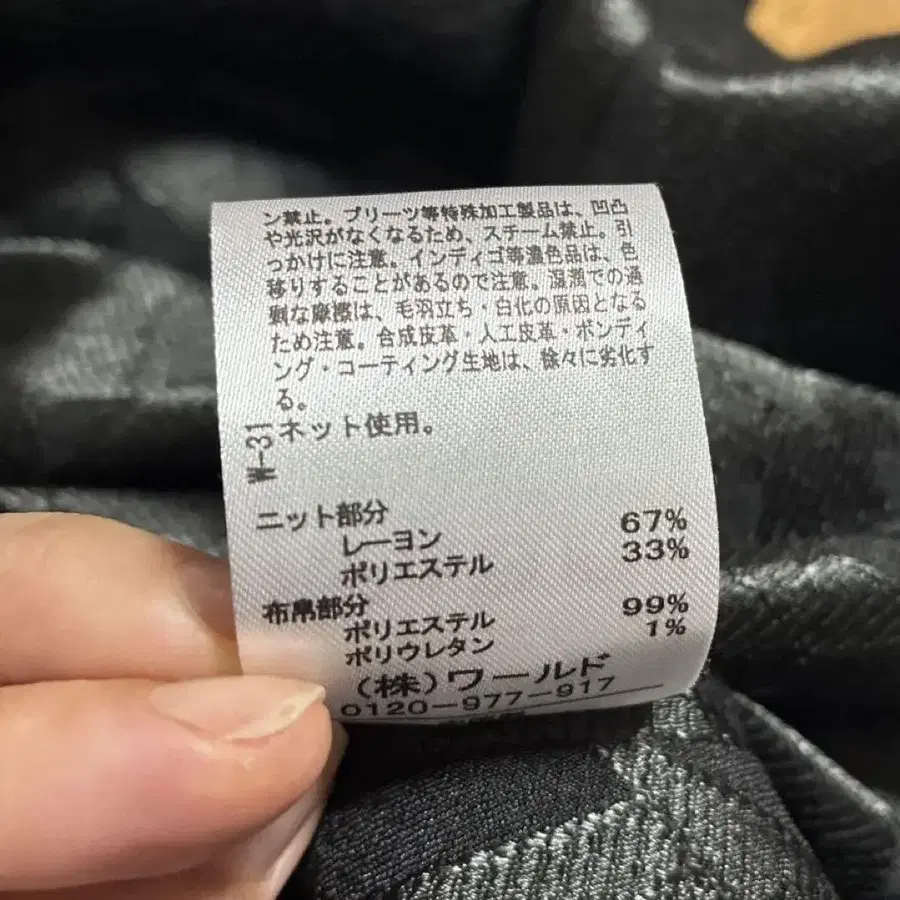 ン禁止。プリーツ等特殊加工製品は、凹凸
や光沢がなくなるため、スチーム禁止。引
っかけに注意。インディゴ等濃色品は、色
移りすることがあるので注意。湿潤での過
剰な摩擦は、毛羽立ち・白化の原因となる
ため注意。合成皮革・人工皮革・ボンディ
ング・コーティング生地は、徐々に劣化す
る。
ネット使用。
W-31
ニット部分
レーヨン 67%
ポリエステル 33%
布帛部分
ポリエステル 99%
ポリウレタン 1%
(株)ワールド
0120-977-917